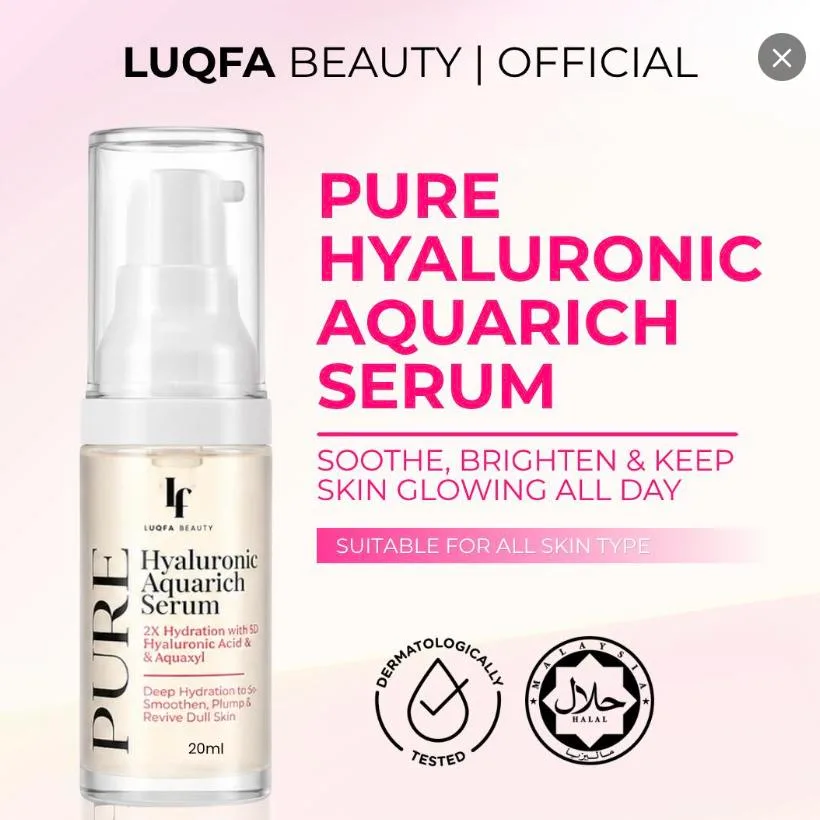 LUQFA BEAUTY | OFFICIAL
PURE
HYALURONIC
AQUARICH
SERUM
SOOTHE, BRIGHTEN & KEEP
SKIN GLOWING ALL DAY
SUITABLE FOR ALL SKIN TYPE
lf
LUQFA BEAUTY
PURE
Hyaluronic
Aquarich
Serum
2X Hydration with 5D
Hyaluronic Acid &
& Aquaxyl
Deep Hydration to So-
Smoothen, Plump &
Revive Dull Skin
20ml
DERMATOLOGICALLY
TESTED
MALAYSIA
حلال
HALAL
ماليزيا